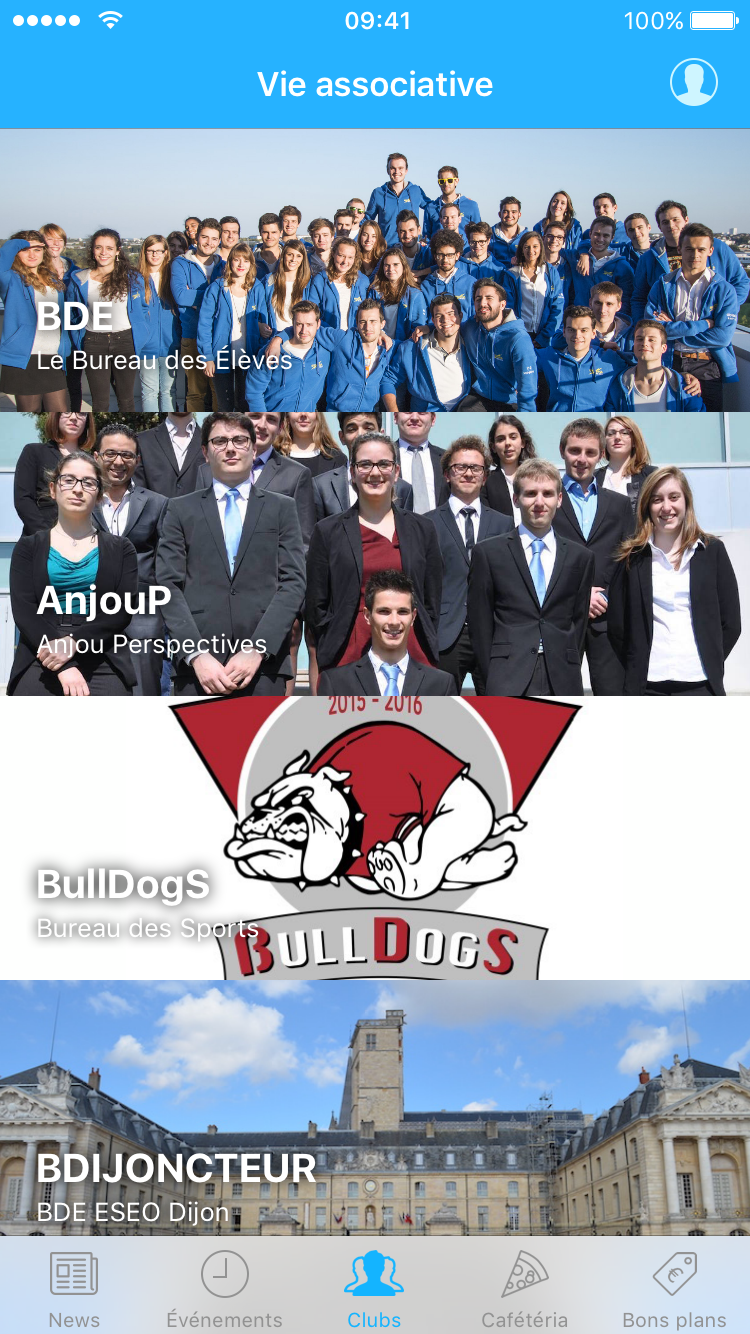 09:41
100%
Vie associative
BDE
Le Bureau des Élèves
AnjouP
Anjou Perspectives
2015 - 2016
BullDogS
Bureau des Sports
BULLDOGS
BDIJONCTEUR
BDE ESEO Dijon
News
Événements
Clubs
Cafétéria
Bons plans